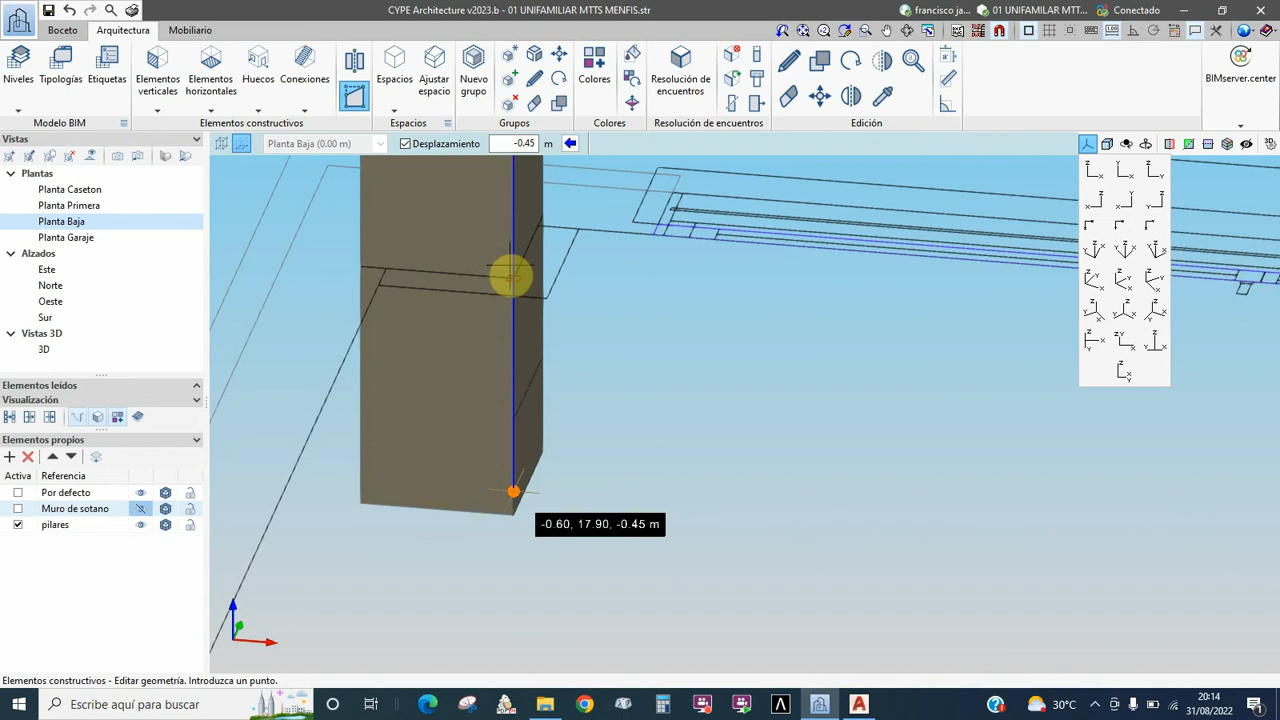 CYPE Architecture v2023.b - 01 UNIFAMILIAR MTTS MENFIS.str
francisco ja...
01 UNIFAMILAR MTT...
Conectado
Boceto
Arquitectura
Mobiliario
Niveles
Tipologías
Etiquetas
Elementos verticales
Elementos horizontales
Huecos
Conexiones
Espacios
Ajustar espacio
Nuevo grupo
Colores
Resolución de encuentros
BIMserver.center
Modelo BIM
Elementos constructivos
Espacios
Grupos
Colores
Resolución de encuentros
Edición
Vistas
Planta Baja (0.00 m)
Desplazamiento
-0.45
m
Plantas
Planta Caseton
Planta Primera
Planta Baja
Planta Garaje
Alzados
Este
Norte
Oeste
Sur
Vistas 3D
3D
Elementos leídos
Visualización
Elementos propios
Activa
Referencia
Por defecto
Muro de sotano
pilares
-0.60, 17.90, -0.45 m
Elementos constructivos - Editar geometría. Introduzca un punto.
Escribe aquí para buscar
30°C
20:14
31/08/2022